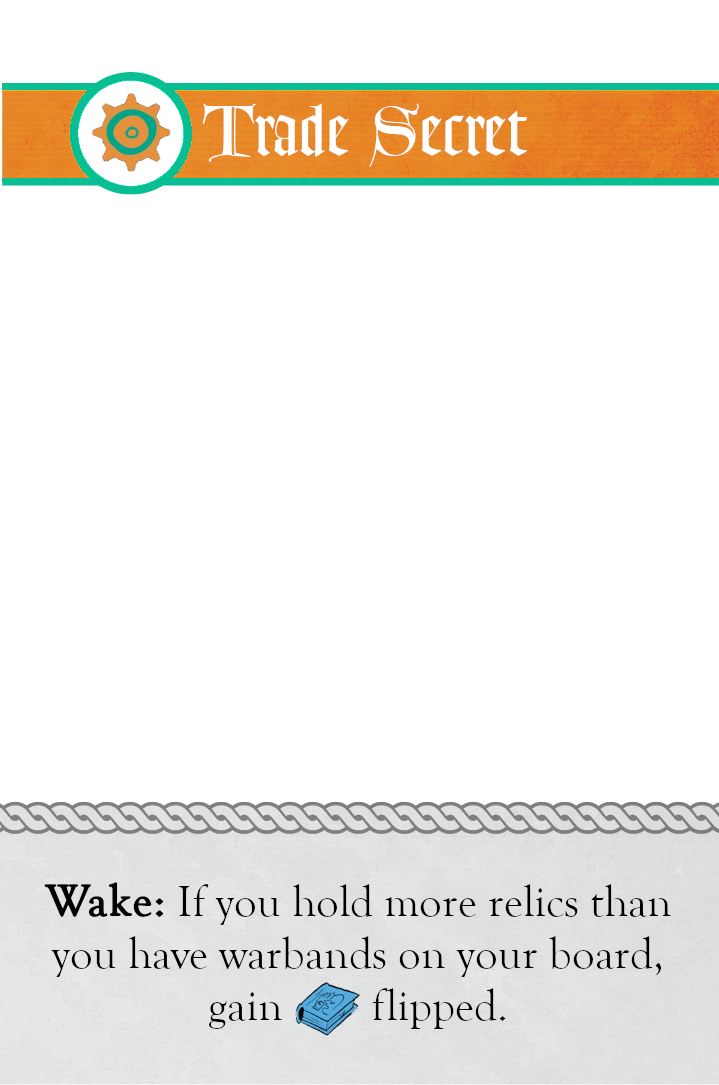 Trade Secret
Wake: If you hold more relics than
you have warbands on your board,
gain flipped.